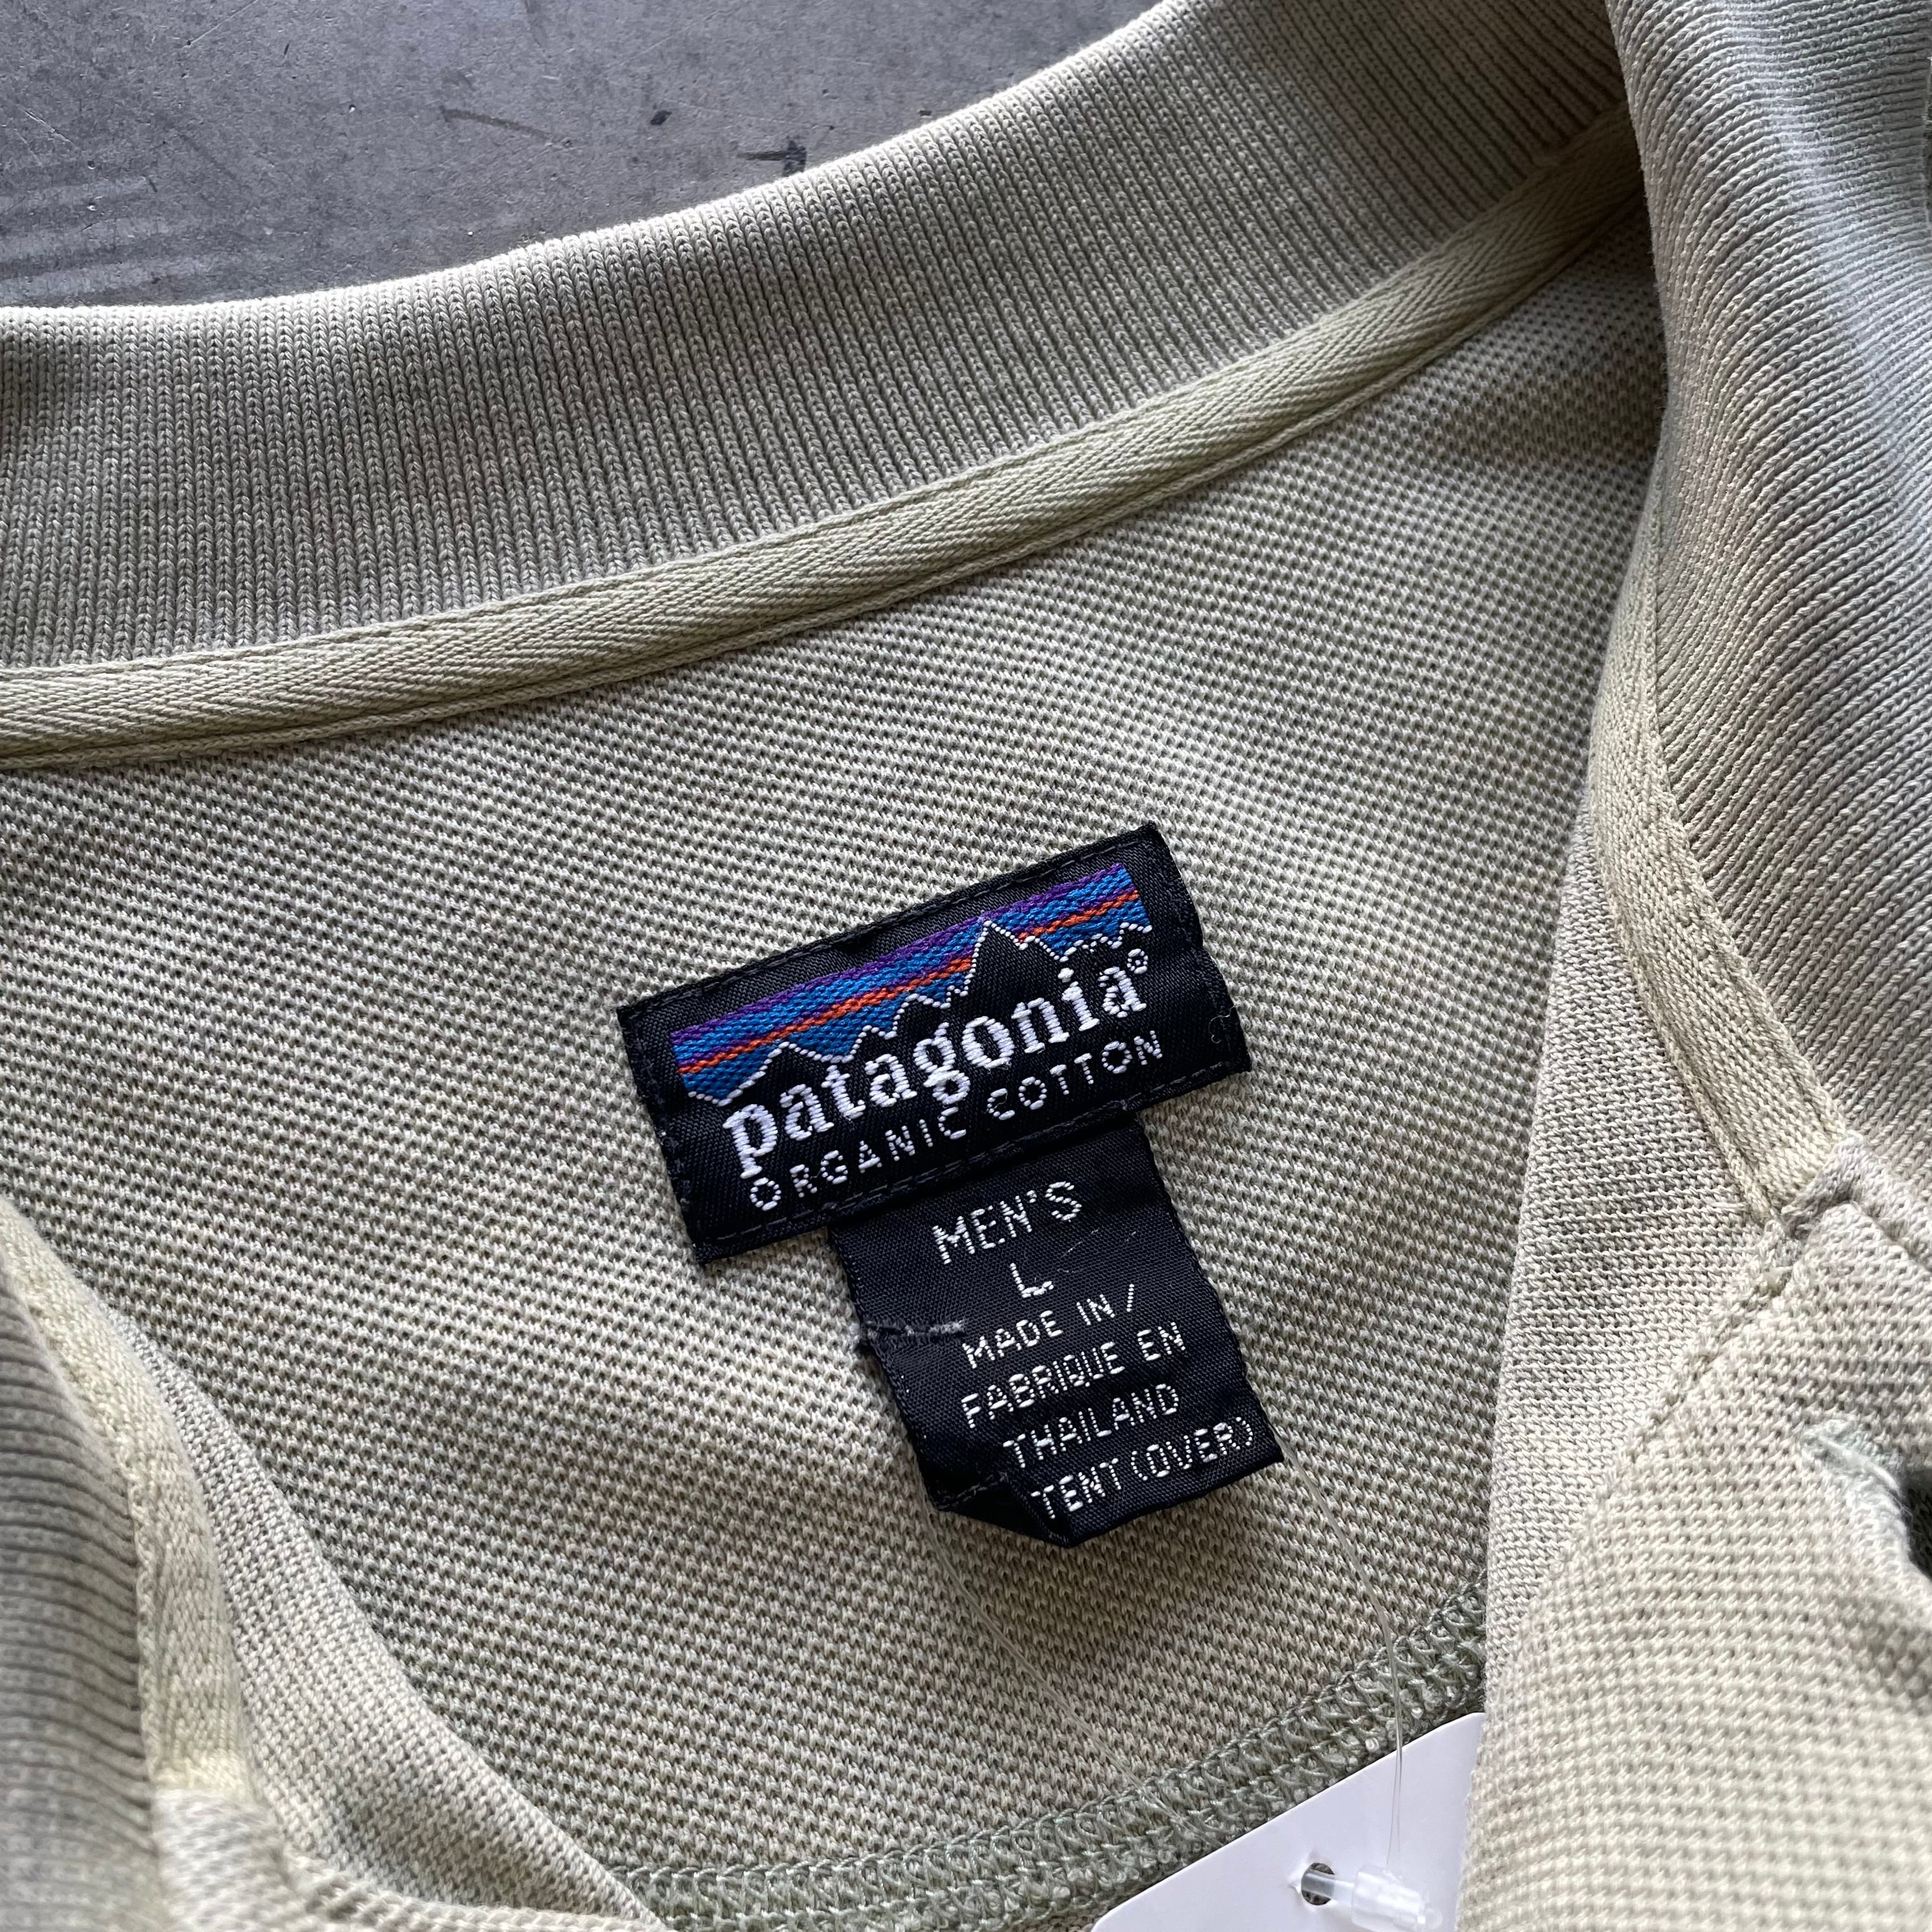 patagonia®
ORGANIC COTTON
MEN'S
L
MADE IN /
FABRIQUE EN
THAILAND
TENT (OVER)